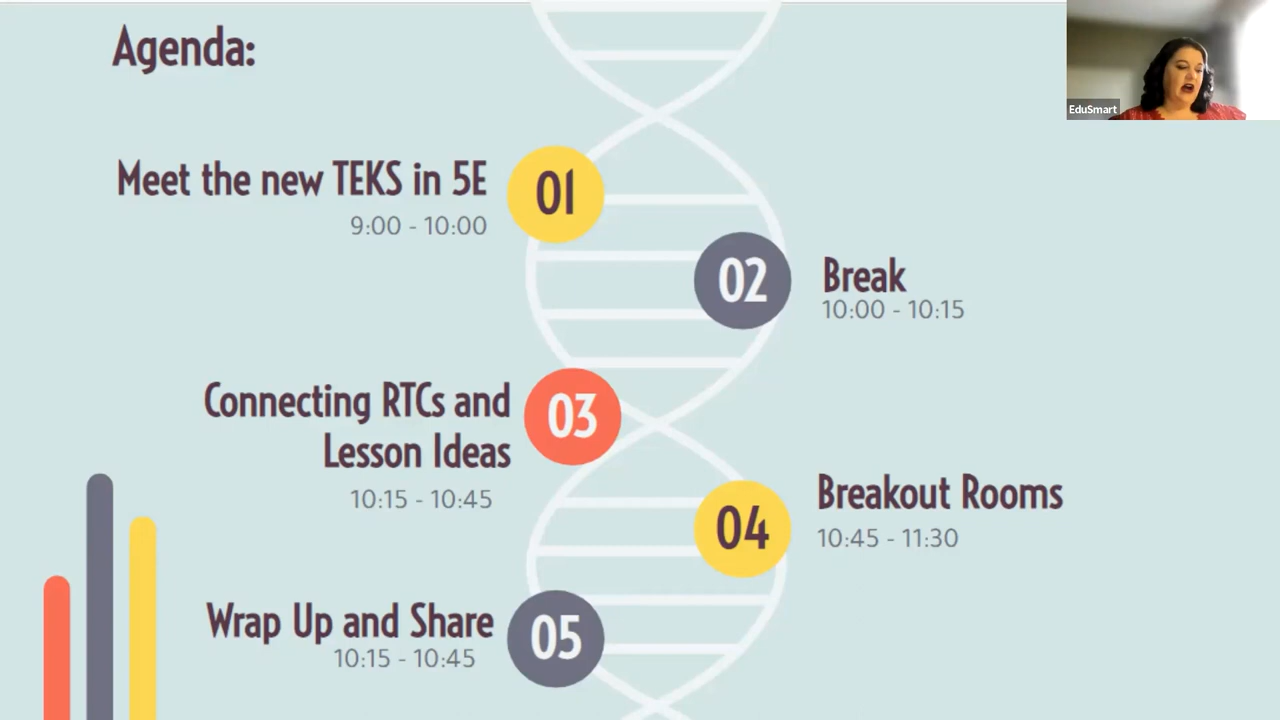 Agenda:
EduSmart
Meet the new TEKS in 5E
9:00 - 10:00
01
02
Break
10:00 - 10:15
Connecting RTCs and
Lesson Ideas
10:15 - 10:45
03
04
Breakout Rooms
10:45 - 11:30
Wrap Up and Share
10:15 - 10:45
05